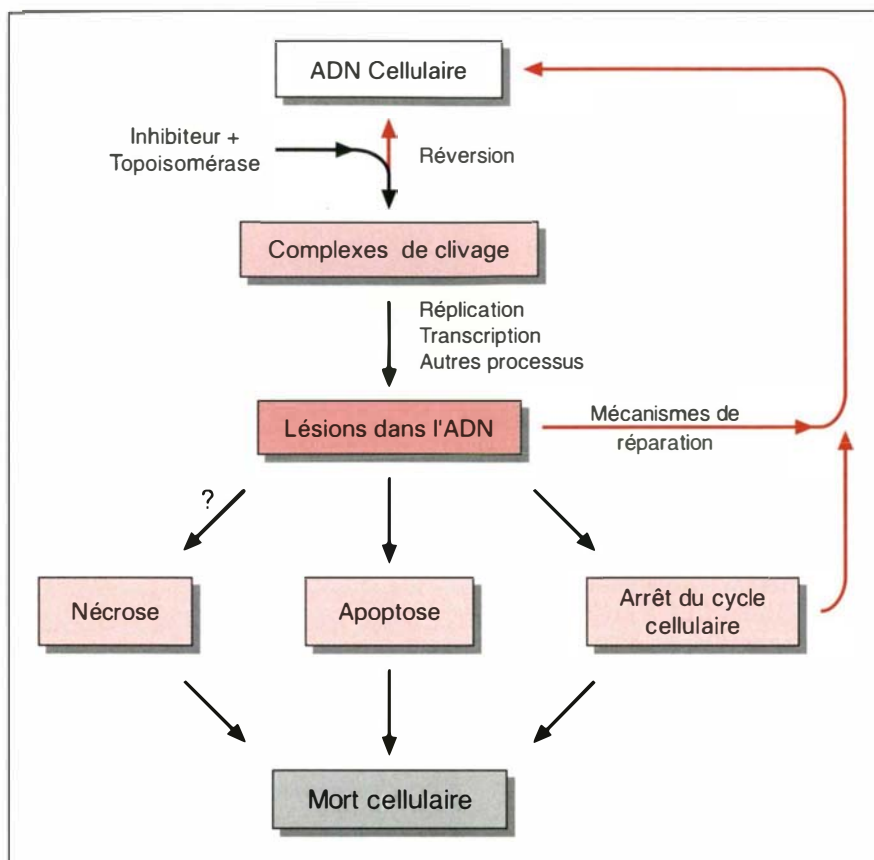 ADN Cellulaire
Inhibiteur +
Topoisomérase
Réversion
Complexes de clivage
Réplication
Transcription
Autres processus
Lésions dans l'ADN
Mécanismes de
réparation
?
Nécrose
Apoptose
Arrêt du cycle
cellulaire
Mort cellulaire